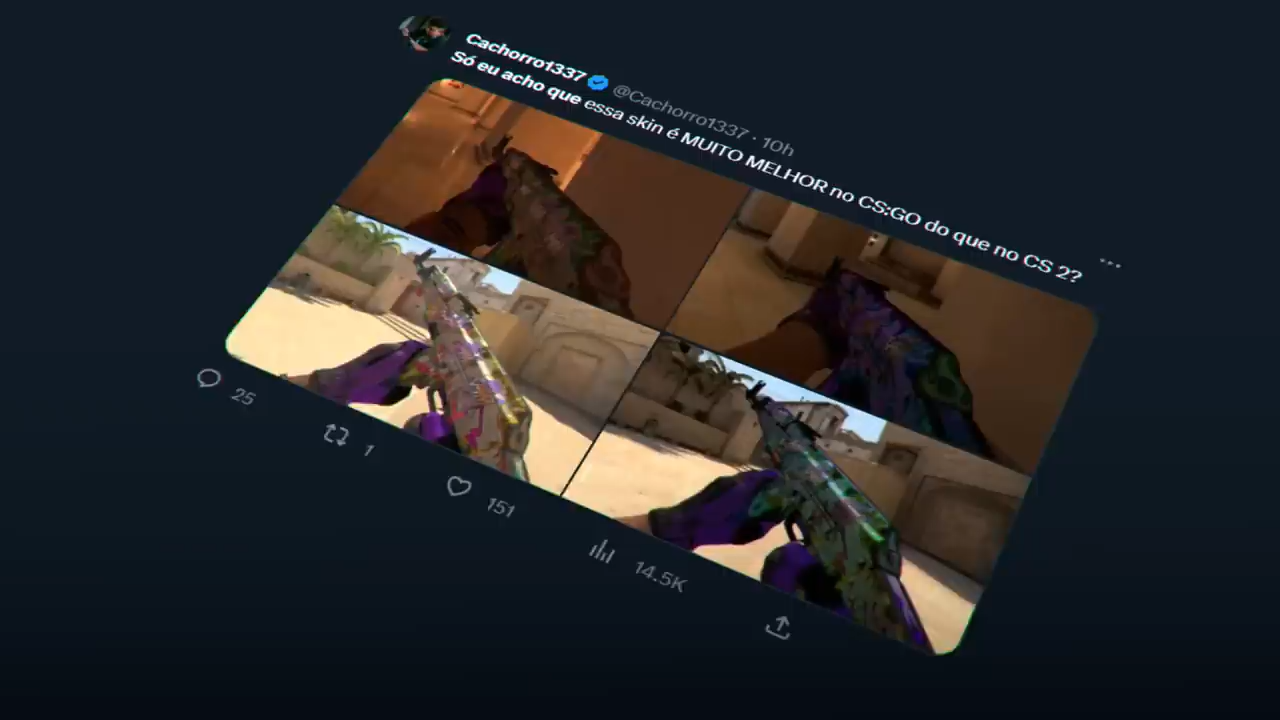 Cachorro1337 @Cachorro1337 · 10h
Só eu acho que essa skin é MUITO MELHOR no CS:GO do que no CS 2?
25
1
151
14.5K